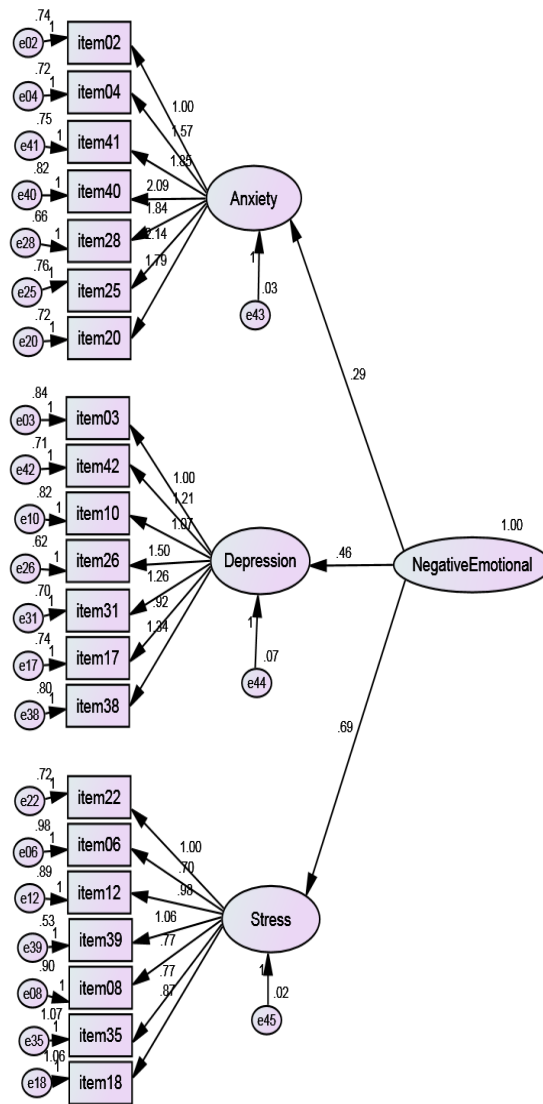 .74
e02 1 item02
.72
e04 1 item04
1.00
1.57
.75
e41 1 item41
1.85
.82
e40 1 item40
2.09
Anxiety
.66
1.84
e28 1 item28
2.14
.76
e25 1 item25
1.79
1
.03
e43
.72
e20 1 item20
.29
.84
e03 1 item03
1.00
.71
e42 1 item42
1.21
.82
e10 1 item10
1.07
.62
e26 1 item26
1.50
Depression
.46
1.00
NegativeEmotional
.70
1.26
e31 1 item31
.92
.74
1.34
e17 1 item17
1
.07
e44
.80
e38 1 item38
.69
.72
e22 1 item22
1.00
.98
e06 1 item06
.70
.89
e12 1 item12
.98
.53
e39 1 item39
1.06
Stress
.90
.77
e08 1 item08
.77
.87
1.07
e35 1 item35
1
.02
e45
1.06
e18 1 item18